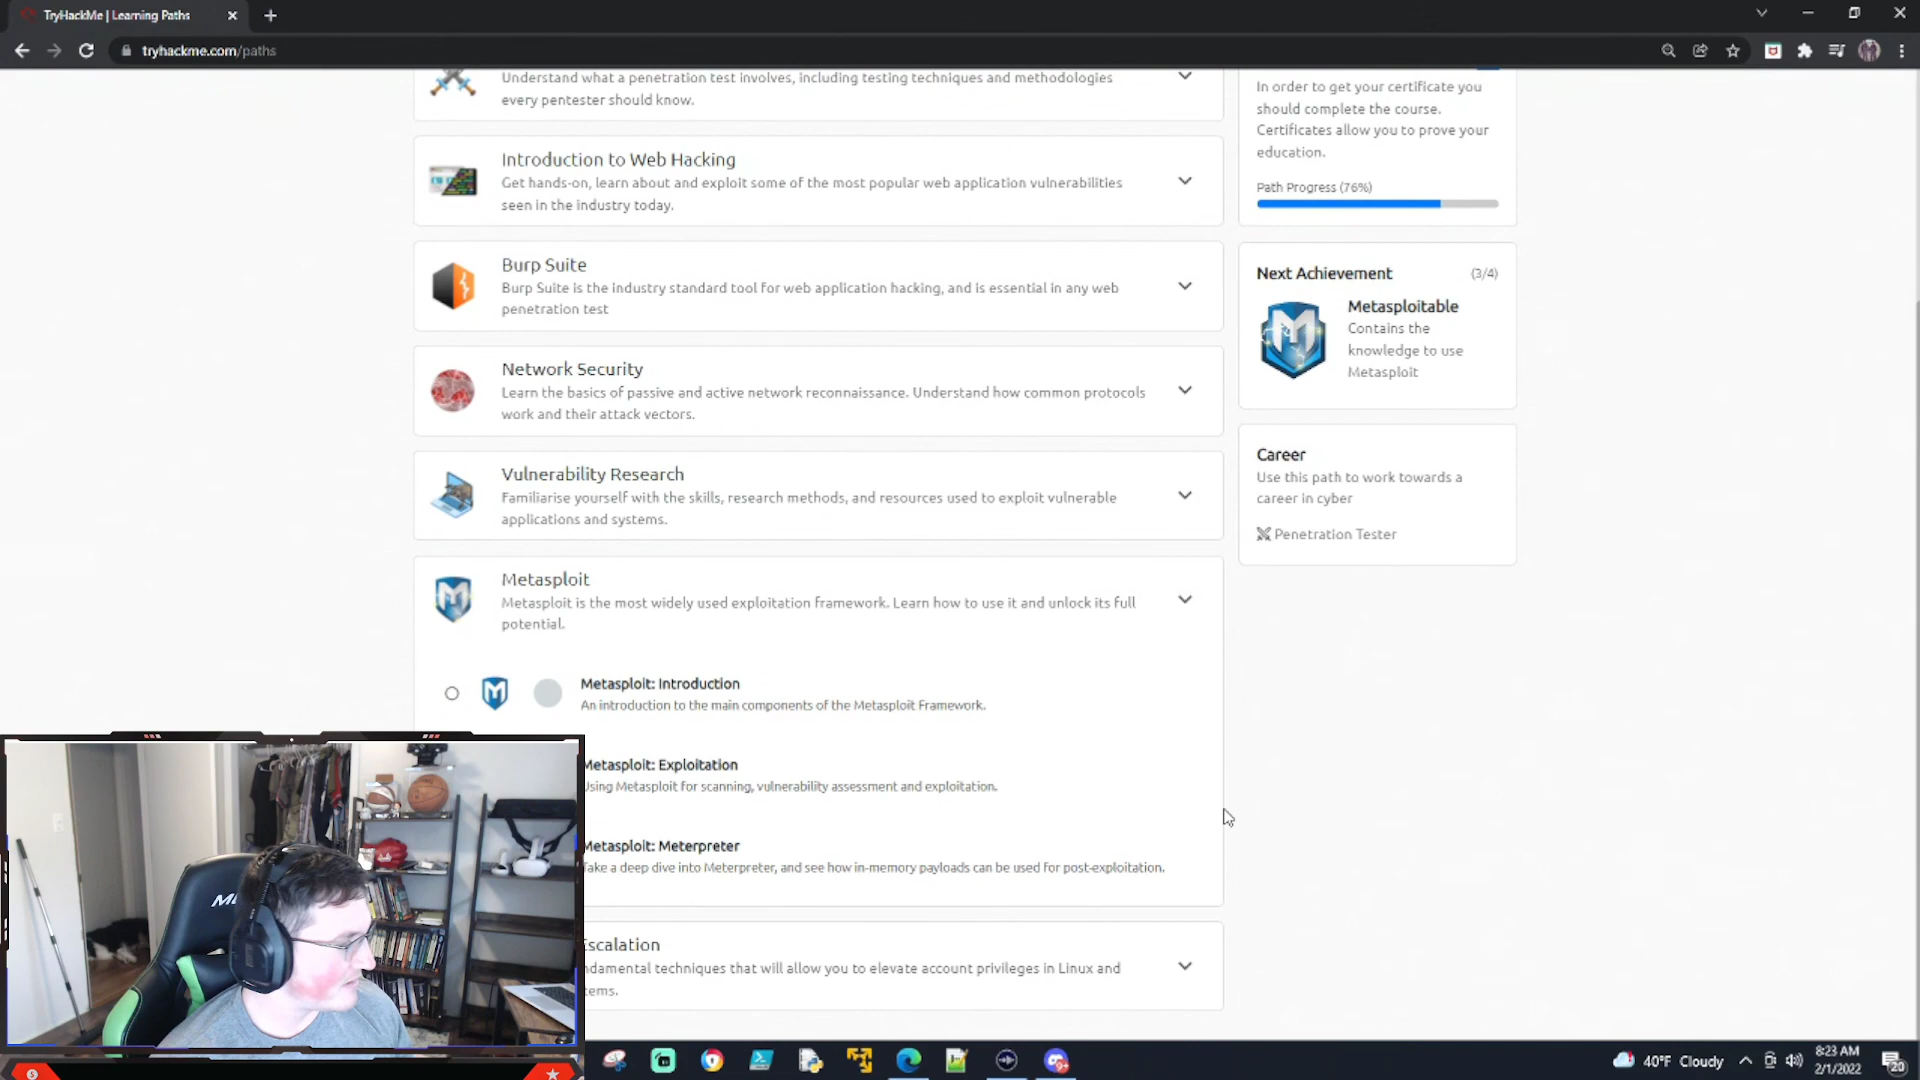 TryHackMe | Learning Paths
tryhackme.com/paths
Understand what a penetration test involves, including testing techniques and methodologies
every pentester should know.
Introduction to Web Hacking
Get hands-on, learn about and exploit some of the most popular web application vulnerabilities
seen in the industry today.
Burp Suite
Burp Suite is the industry standard tool for web application hacking, and is essential in any web
penetration test
Network Security
Learn the basics of passive and active network reconnaissance. Understand how common protocols
work and their attack vectors.
Vulnerability Research
Familiarise yourself with the skills, research methods, and resources used to exploit vulnerable
applications and systems.
Metasploit
Metasploit is the most widely used exploitation framework. Learn how to use it and unlock its full
potential.
Metasploit: Introduction
An introduction to the main components of the Metasploit Framework.
Metasploit: Exploitation
Using Metasploit for scanning, vulnerability assessment and exploitation.
Metasploit: Meterpreter
Take a deep dive into Meterpreter, and see how in-memory payloads can be used for post-exploitation.
Escalation
ndamental techniques that will allow you to elevate account privileges in Linux and
tems.
In order to get your certificate you
should complete the course.
Certificates allow you to prove your
education.
Path Progress (76%)
Next Achievement (3/4)
Metasploitable
Contains the
knowledge to use
Metasploit
Career
Use this path to work towards a
career in cyber
Penetration Tester
40°F Cloudy
8:23 AM
2/1/2022
20